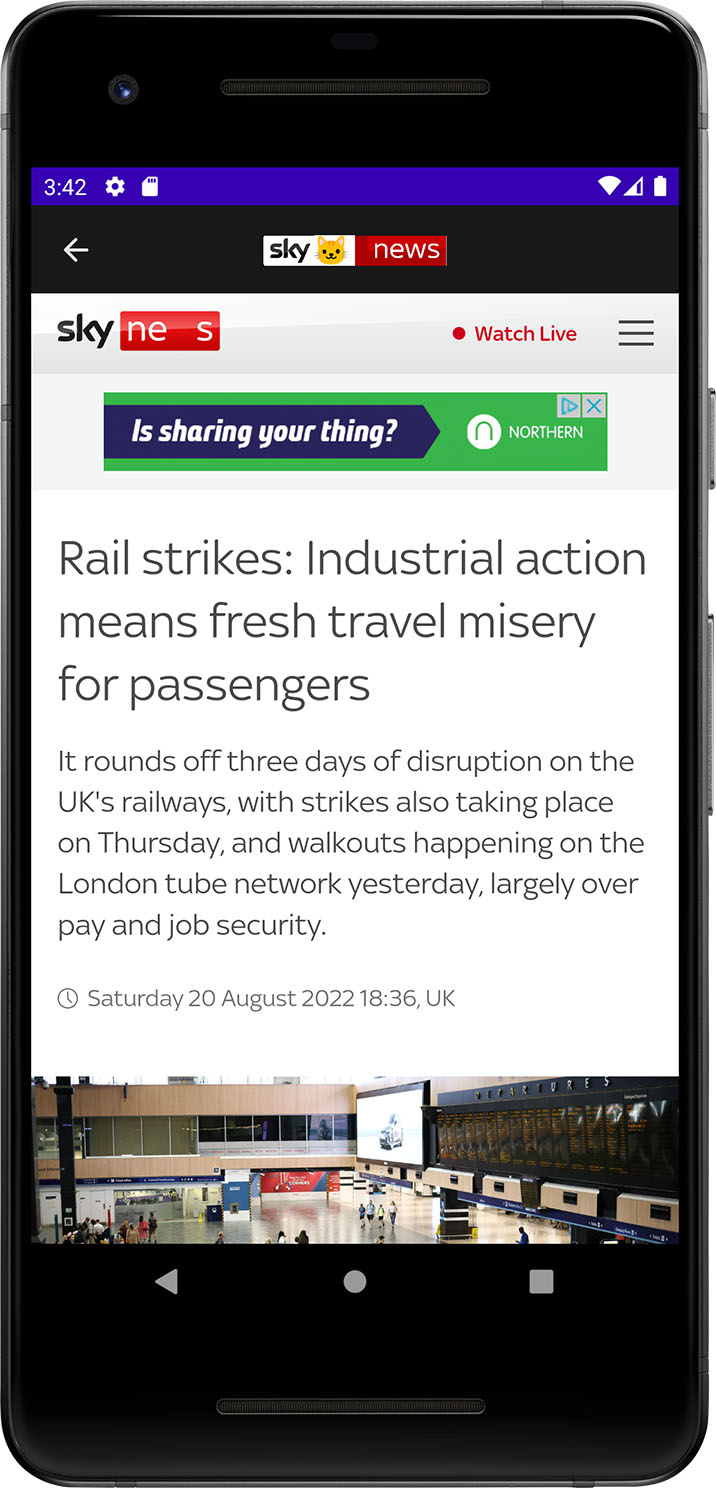 3:42
sky 🐱 news
sky ne s
Watch Live
Is sharing your thing?
NORTHERN
Rail strikes: Industrial action
means fresh travel misery
for passengers
It rounds off three days of disruption on the
UK's railways, with strikes also taking place
on Thursday, and walkouts happening on the
London tube network yesterday, largely over
pay and job security.
Saturday 20 August 2022 18:36, UK
DEPARTURES